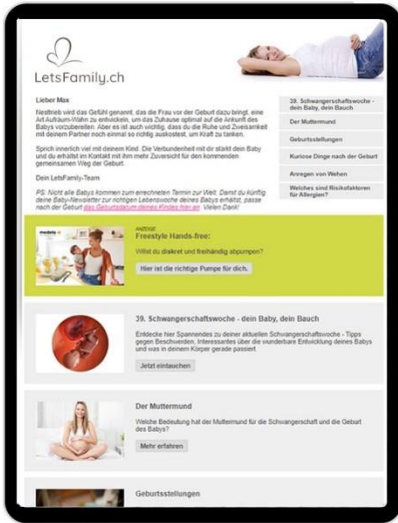 LetsFamily.ch
Lieber Max
Nesttrieb wird das Gefühl genannt, das die Frau vor der Geburt dazu bringt, eine
Art Aufräum-Wahn zu entwickeln, um das Zuhause optimal auf die Ankunft des
Babys vorzubereiten. Aber es ist auch wichtig, dass du die Ruhe und Zweisamkeit
mit deinem Partner noch einmal so richtig auskostest, um Kraft zu tanken.
Sprich innerlich viel mit deinem Kind. Die Verbundenheit mit dir stärkt dein Baby
und du erhältst im Kontakt mit ihm mehr Zuversicht für den kommenden
gemeinsamen Weg der Geburt.
Dein LetsFamily-Team
PS: Nicht alle Babys kommen zum errechneten Termin zur Welt. Damit du künftig
deine Baby-Newsletter zur richtigen Lebenswoche deines Babys erhältst, passe
nach der Geburt das Geburtsdatum deines Kindes hier an. Vielen Dank!
39. Schwangerschaftswoche -
dein Baby, dein Bauch
Der Muttermund
Geburtsstellungen
Kuriose Dinge nach der Geburt
Anregen von Wehen
Welches sind Risikofaktoren
für Allergien?
medela
Freestyle Hands-free:
Willst du diskret und freihändig abpumpen?
Hier ist die richtige Pumpe für dich.
39. Schwangerschaftswoche - dein Baby, dein Bauch
Entdecke hier Spannendes zu deiner aktuellen Schwangerschaftswoche - Tipps
gegen Beschwerden, Interessantes über die wunderbare Entwicklung deines Babys
und was in deinem Körper gerade passiert.
Jetzt eintauchen
Der Muttermund
Welche Bedeutung hat der Muttermund für die Schwangerschaft und die Geburt
des Babys?
Mehr erfahren
Geburtsstellungen